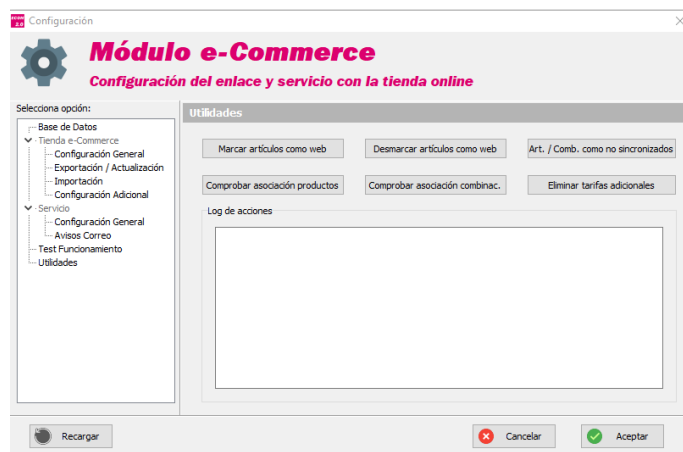 ecom
2.0
Configuración
Módulo e-Commerce
Configuración del enlace y servicio con la tienda online
Selecciona opción:
Base de Datos
Tienda e-Commerce
Configuración General
Exportación / Actualización
Importación
Configuración Adicional
Servicio
Configuración General
Avisos Correo
Test Funcionamiento
Utilidades
Utilidades
Marcar artículos como web
Desmarcar artículos como web
Art. / Comb. como no sincronizados
Comprobar asociación productos
Comprobar asociación combinac.
Eliminar tarifas adicionales
Log de acciones
Recargar
Cancelar
Aceptar